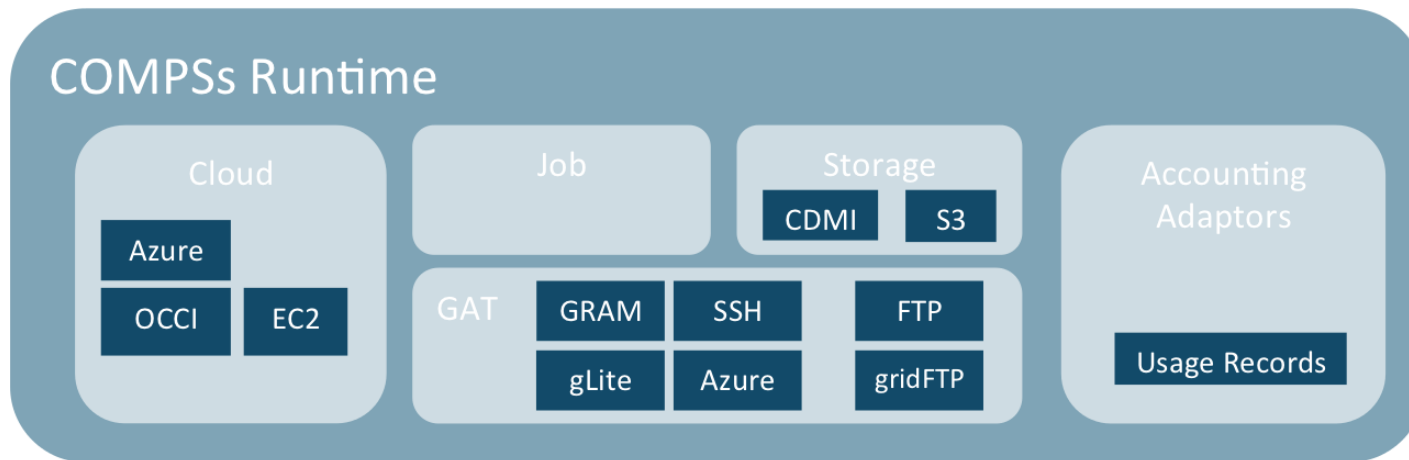 COMPSs Runtime
Cloud
Azure
OCCI
EC2
Job
Storage
CDMI
S3
GAT
GRAM
SSH
FTP
gLite
Azure
gridFTP
Accounting
Adaptors
Usage Records